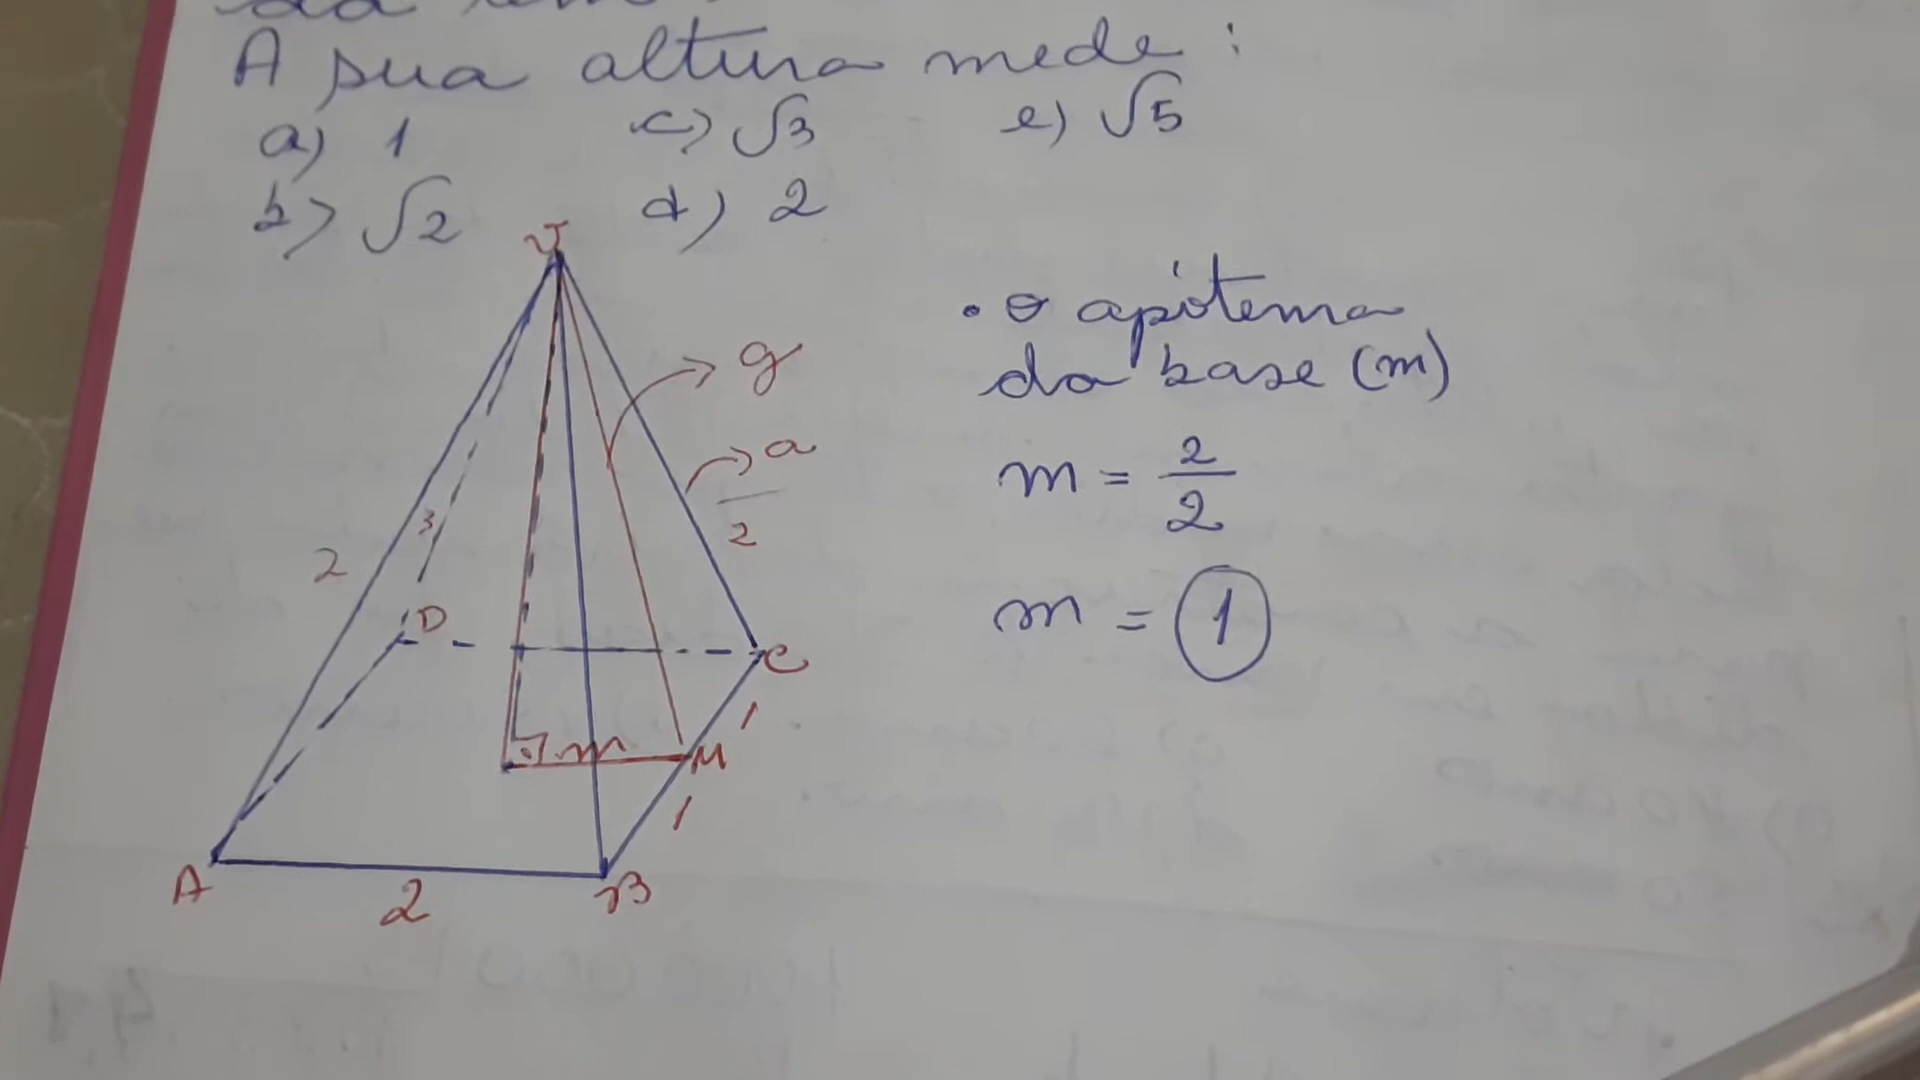 A sua altura mede :
a) 1 c) √3 e) √5
b) √2 d) 2
V
• o apótema
da base (m)
g
a
2
m = 2/2
3
2
m = 1
D
C
1
m
M
1
A
2
B